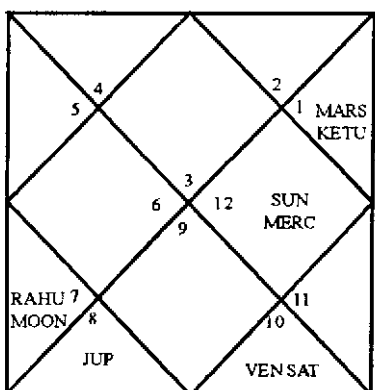 4 2
5 1 MARS
KETU
3
6 12 SUN
MERC
9
RAHU 7 11
MOON 8 10
JUP VEN SAT